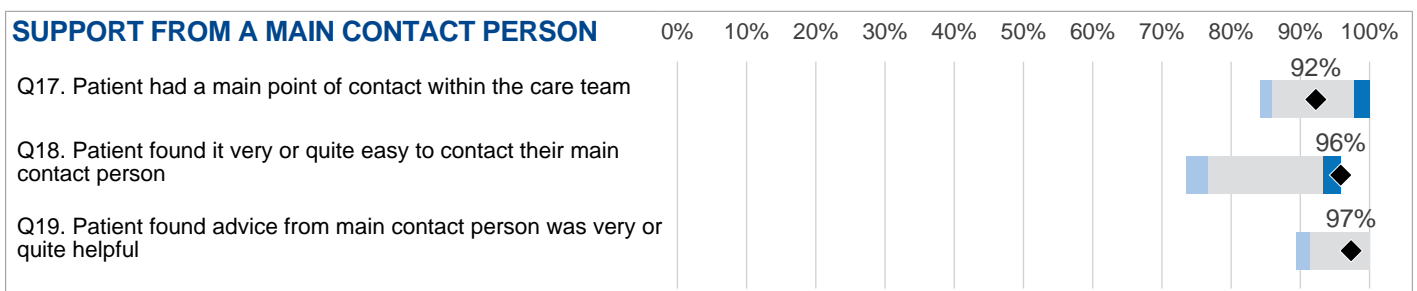 SUPPORT FROM A MAIN CONTACT PERSON 0% 10% 20% 30% 40% 50% 60% 70% 80% 90% 100%
92%
Q17. Patient had a main point of contact within the care team
96%
Q18. Patient found it very or quite easy to contact their main
contact person
97%
Q19. Patient found advice from main contact person was very or
quite helpful